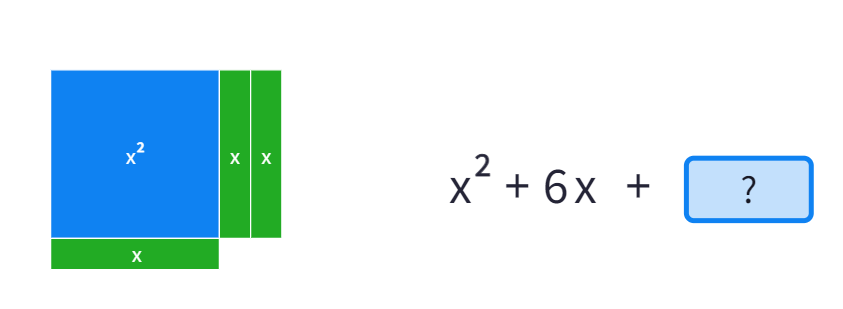 x² x x
x
x² + 6x + ?